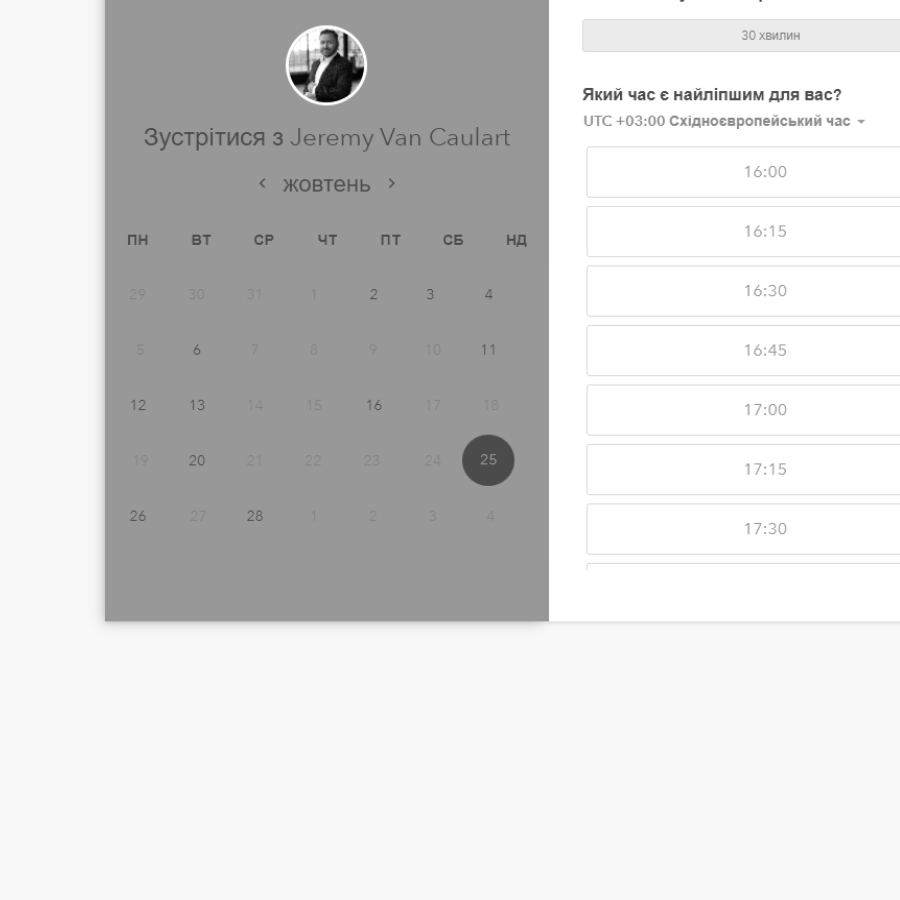 Зустрітися з Jeremy Van Caulart
жовтень
ПН ВТ СР ЧТ ПТ СБ НД
29 30 31 1 2 3 4
5 6 7 8 9 10 11
12 13 14 15 16 17 18
19 20 21 22 23 24 25
26 27 28 1 2 3 4
30 хвилин
Який час є найліпшим для вас?
UTC +03:00 Східноєвропейський час
16:00
16:15
16:30
16:45
17:00
17:15
17:30